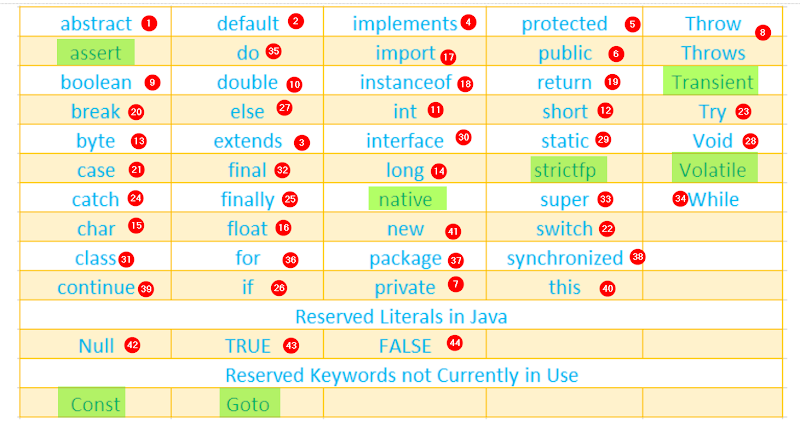 abstract 1 default 2 implements 4 protected 5 Throw 8
assert do 35 import 17 public 6 Throws
boolean 9 double 10 instanceof 18 return 19 Transient
break 20 else 27 int 11 short 12 Try 23
byte 13 extends 3 interface 30 static 29 Void 28
case 21 final 32 long 14 strictfp Volatile
catch 24 finally 25 native super 33 34 While
char 15 float 16 new 41 switch 22
class 31 for 36 package 37 synchronized 38
continue 39 if 26 private 7 this 40
Reserved Literals in Java
Null 42 TRUE 43 FALSE 44
Reserved Keywords not Currently in Use
Const Goto